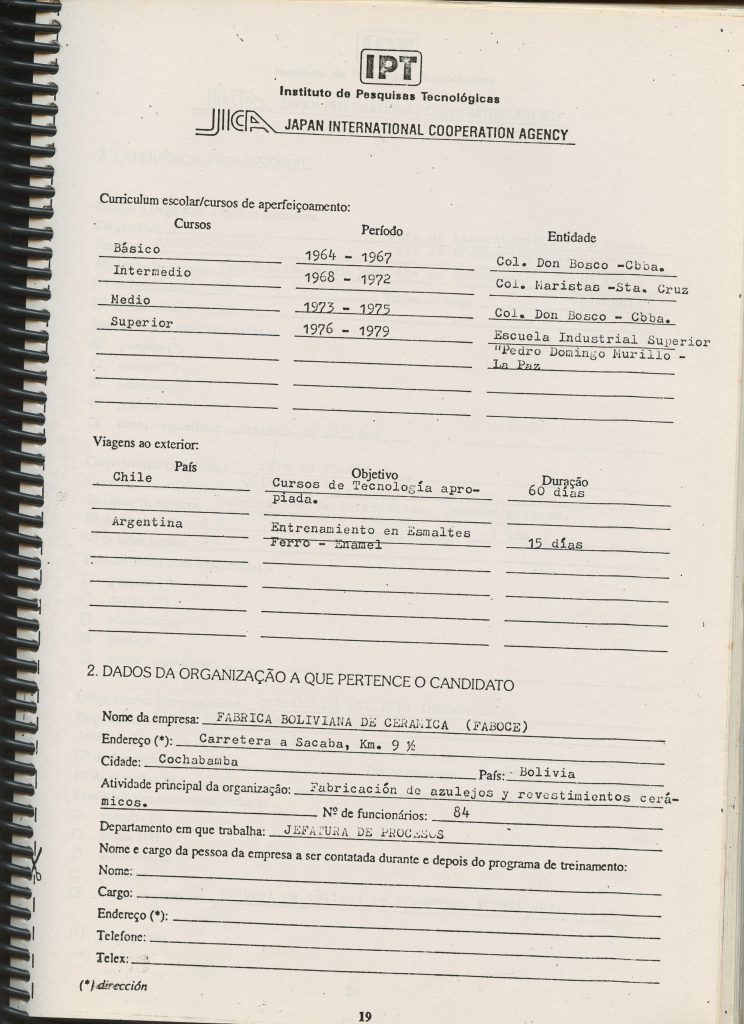 IPT
Instituto de Pesquisas Tecnológicas
JICA JAPAN INTERNATIONAL COOPERATION AGENCY
Curriculum escolar/cursos de aperfeiçoamento:
Cursos Período Entidade
Básico 1964 - 1967 Col. Don Bosco -Cbba.
Intermedio 1968 - 1972 Col. Maristas -Sta. Cruz
Medio 1973 - 1975 Col. Don Bosco - Cbba.
Superior 1976 - 1979 Escuela Industrial Superior
"Pedro Domingo Murillo -
La Paz
Viagens ao exterior:
País Objetivo Duração
Chile Cursos de Tecnología apro- 60 días
piada.
Argentina Entrenamiento en Esmaltes
Ferro - Enamel 15 días
2. DADOS DA ORGANIZAÇÃO A QUE PERTENCE O CANDIDATO
Nome da empresa: FABRICA BOLIVIANA DE CERAMICA (FABOCE)
Endereço (*): Carretera a Sacaba, Km. 9 ½
Cidade: Cochabamba País: Bolivia
Atividade principal da organização: Fabricación de azulejos y revestimientos cerá-
micos. Nº de funcionários: 84
Departamento em que trabalha: JEFATURA DE PROCESOS
Nome e cargo da pessoa da empresa a ser contatada durante e depois do programa de treinamento:
Nome:
Cargo:
Endereço (*):
Telefone:
Telex:
(*) dirección
19